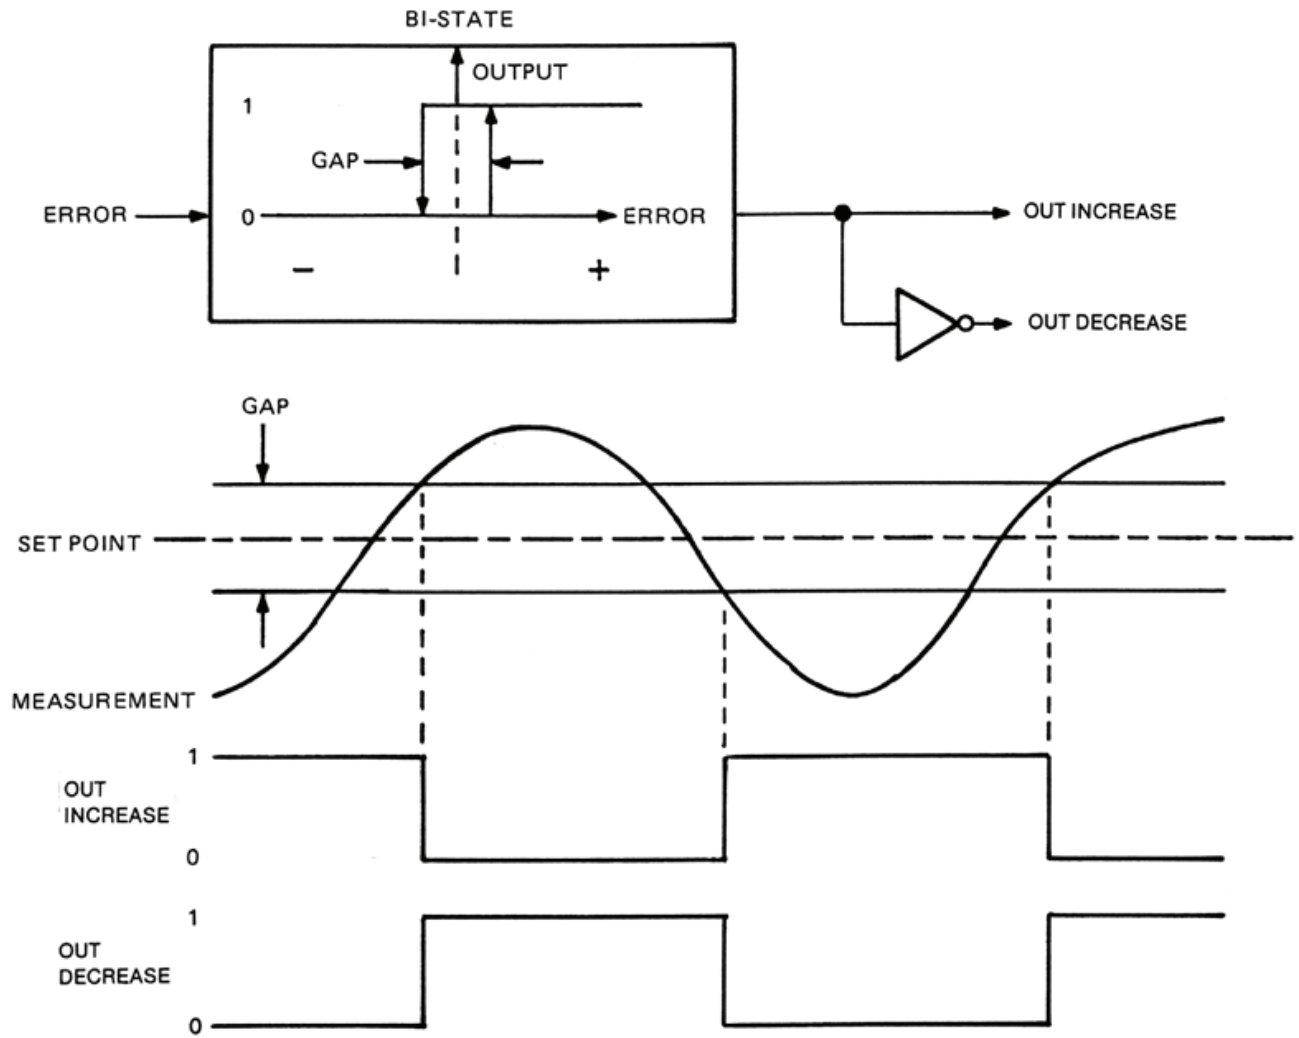 BI-STATE
OUTPUT
1
GAP
ERROR
0
ERROR
OUT INCREASE
− +
OUT DECREASE
GAP
SET POINT
MEASUREMENT
1
OUT
INCREASE
0
1
OUT
DECREASE
0